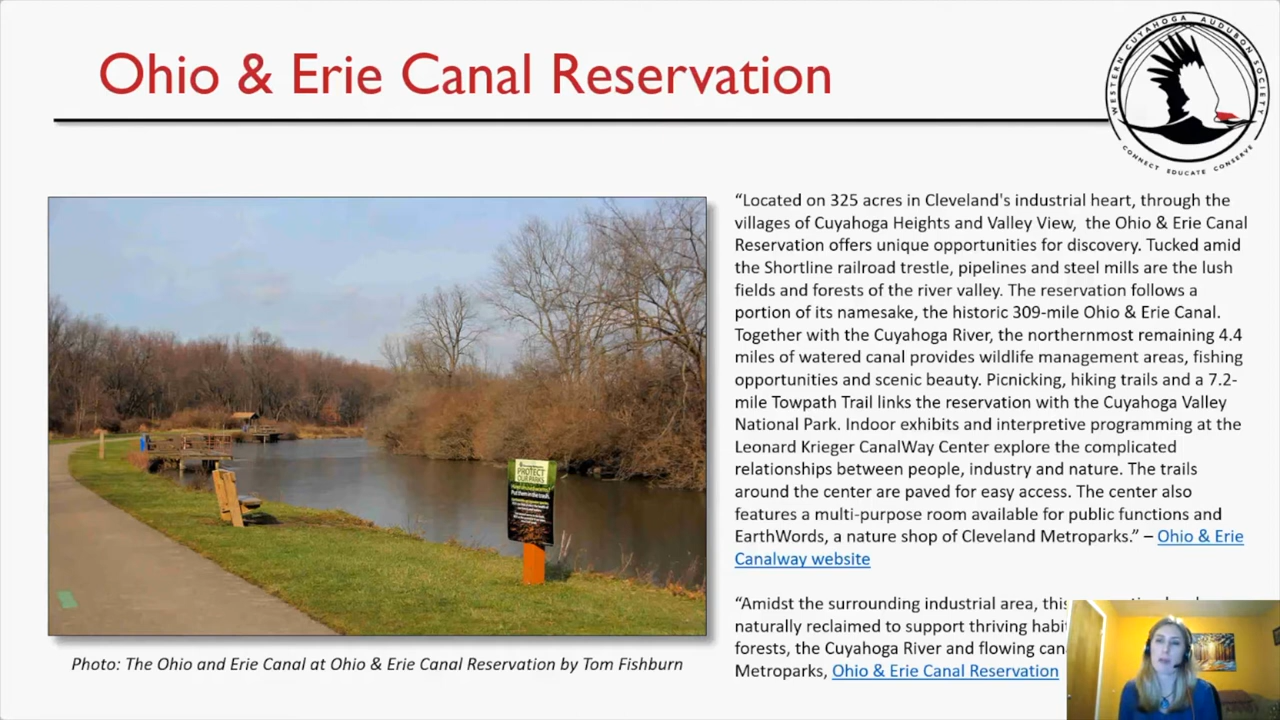 Ohio & Erie Canal Reservation
WESTERN CUYAHOGA AUDUBON SOCIETY
CONNECT EDUCATE CONSERVE
“Located on 325 acres in Cleveland's industrial heart, through the
villages of Cuyahoga Heights and Valley View, the Ohio & Erie Canal
Reservation offers unique opportunities for discovery. Tucked amid
the Shortline railroad trestle, pipelines and steel mills are the lush
fields and forests of the river valley. The reservation follows a
portion of its namesake, the historic 309-mile Ohio & Erie Canal.
Together with the Cuyahoga River, the northernmost remaining 4.4
miles of watered canal provides wildlife management areas, fishing
opportunities and scenic beauty. Picnicking, hiking trails and a 7.2-
mile Towpath Trail links the reservation with the Cuyahoga Valley
National Park. Indoor exhibits and interpretive programming at the
Leonard Krieger CanalWay Center explore the complicated
relationships between people, industry and nature. The trails
around the center are paved for easy access. The center also
features a multi-purpose room available for public functions and
EarthWords, a nature shop of Cleveland Metroparks.” – Ohio & Erie
Canalway website
“Amidst the surrounding industrial area, this
naturally reclaimed to support thriving
forests, the Cuyahoga River and flowing
Metroparks, Ohio & Erie Canal Reservation
PROTECT
OUR PARKS
Photo: The Ohio and Erie Canal at Ohio & Erie Canal Reservation by Tom Fishburn